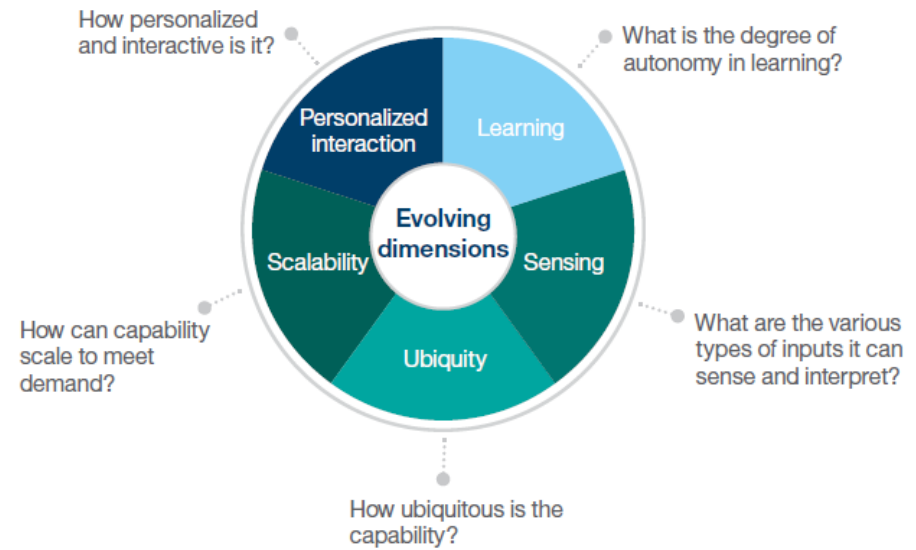 How personalized
and interactive is it?
What is the degree of
autonomy in learning?
Personalized
interaction
Learning
Evolving
dimensions
Scalability
Sensing
Ubiquity
How can capability
scale to meet
demand?
What are the various
types of inputs it can
sense and interpret?
How ubiquitous is the
capability?